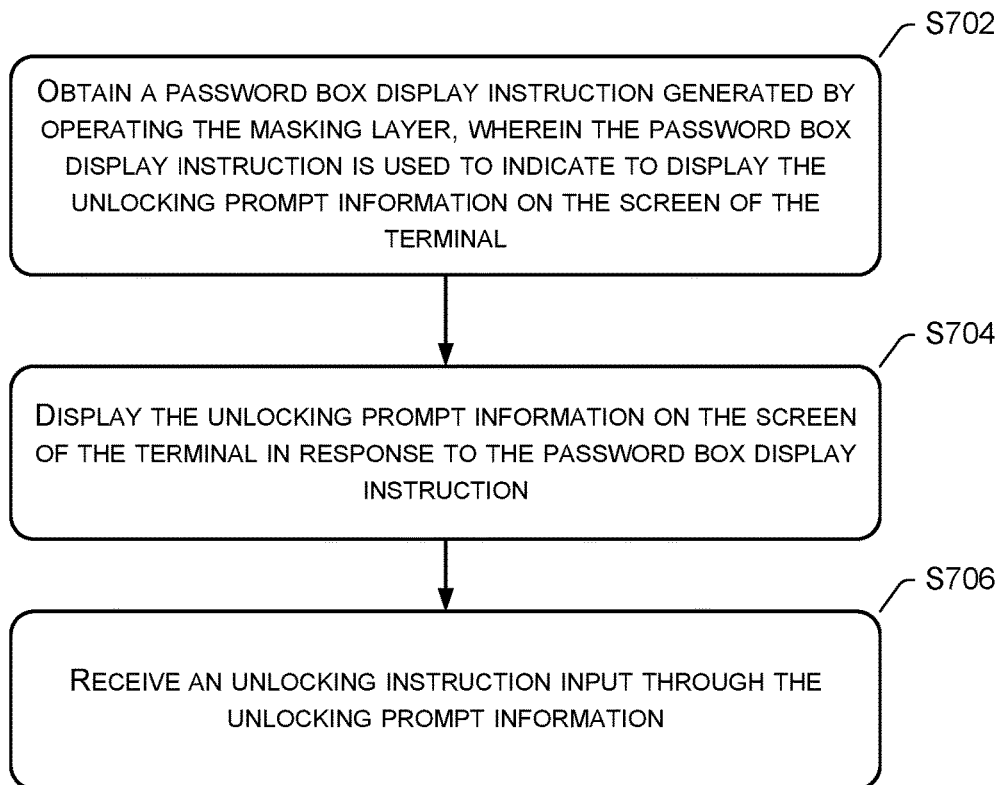 S702
OBTAIN A PASSWORD BOX DISPLAY INSTRUCTION GENERATED BY
OPERATING THE MASKING LAYER, WHEREIN THE PASSWORD BOX
DISPLAY INSTRUCTION IS USED TO INDICATE TO DISPLAY THE
UNLOCKING PROMPT INFORMATION ON THE SCREEN OF THE
TERMINAL
S704
DISPLAY THE UNLOCKING PROMPT INFORMATION ON THE SCREEN
OF THE TERMINAL IN RESPONSE TO THE PASSWORD BOX DISPLAY
INSTRUCTION
S706
RECEIVE AN UNLOCKING INSTRUCTION INPUT THROUGH THE
UNLOCKING PROMPT INFORMATION